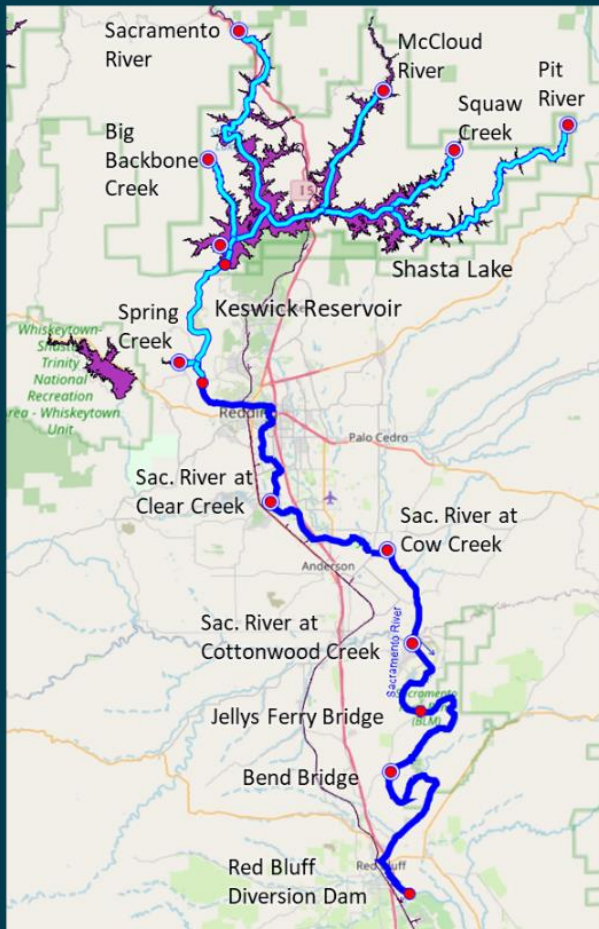 Sacramento
River
McCloud
River
Pit
River
Squaw
Creek
Big
Backbone
Creek
I 5
Shasta Lake
Keswick Reservoir
Spring
Creek
Whiskeytown-
Shasta
Trinity
National
Recreation
Area - Whiskeytown
Unit
Redding
Palo Cedro
Sac. River at
Clear Creek
Sac. River at
Cow Creek
Anderson
Sac. River at
Cottonwood Creek
Sacramento River
Sacramento
(BLM)
Jellys Ferry Bridge
Bend Bridge
Red Bluff
Diversion Dam
Red Bluff